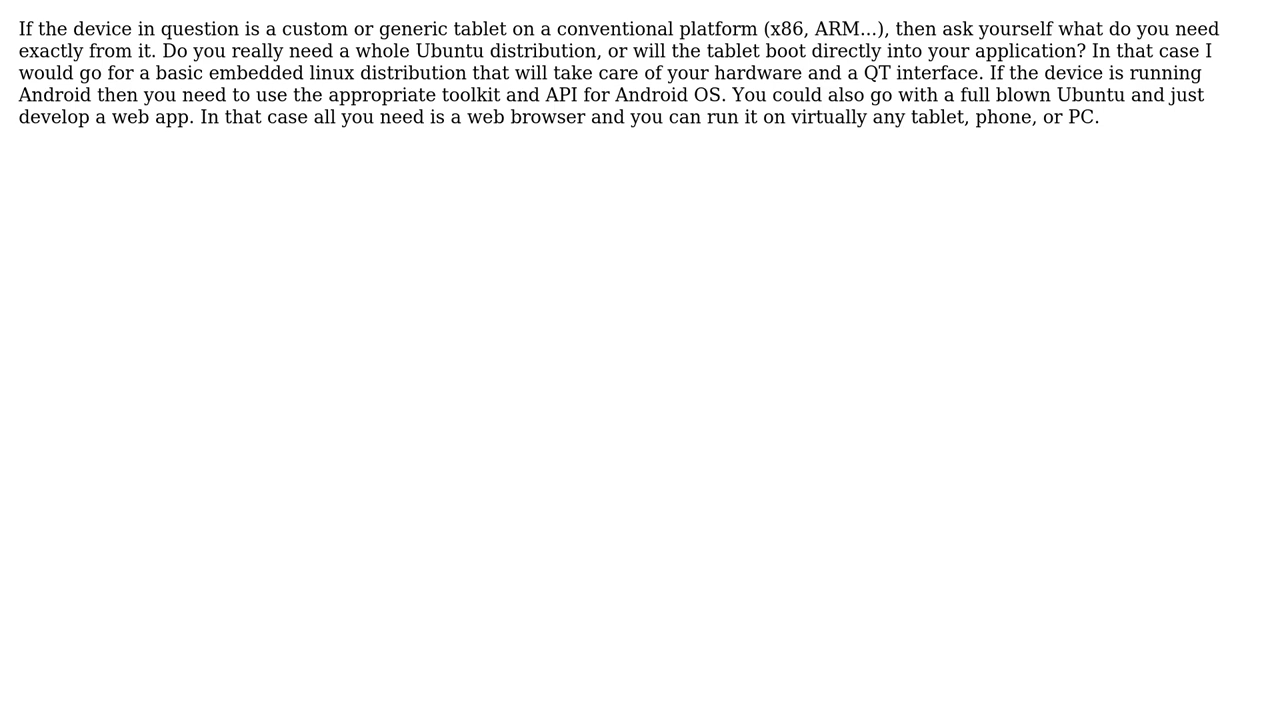 If the device in question is a custom or generic tablet on a conventional platform (x86, ARM...), then ask yourself what do you need
exactly from it. Do you really need a whole Ubuntu distribution, or will the tablet boot directly into your application? In that case I
would go for a basic embedded linux distribution that will take care of your hardware and a QT interface. If the device is running
Android then you need to use the appropriate toolkit and API for Android OS. You could also go with a full blown Ubuntu and just
develop a web app. In that case all you need is a web browser and you can run it on virtually any tablet, phone, or PC.